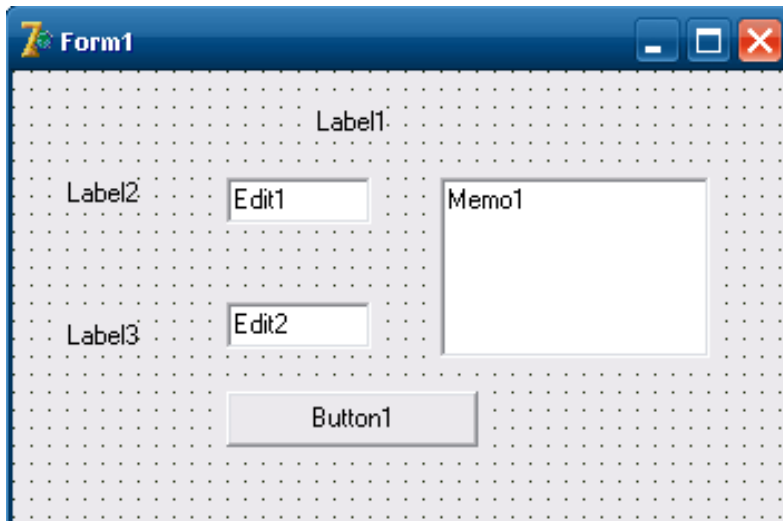 Form1
Label1
Label2
Edit1
Memo1
Label3
Edit2
Button1